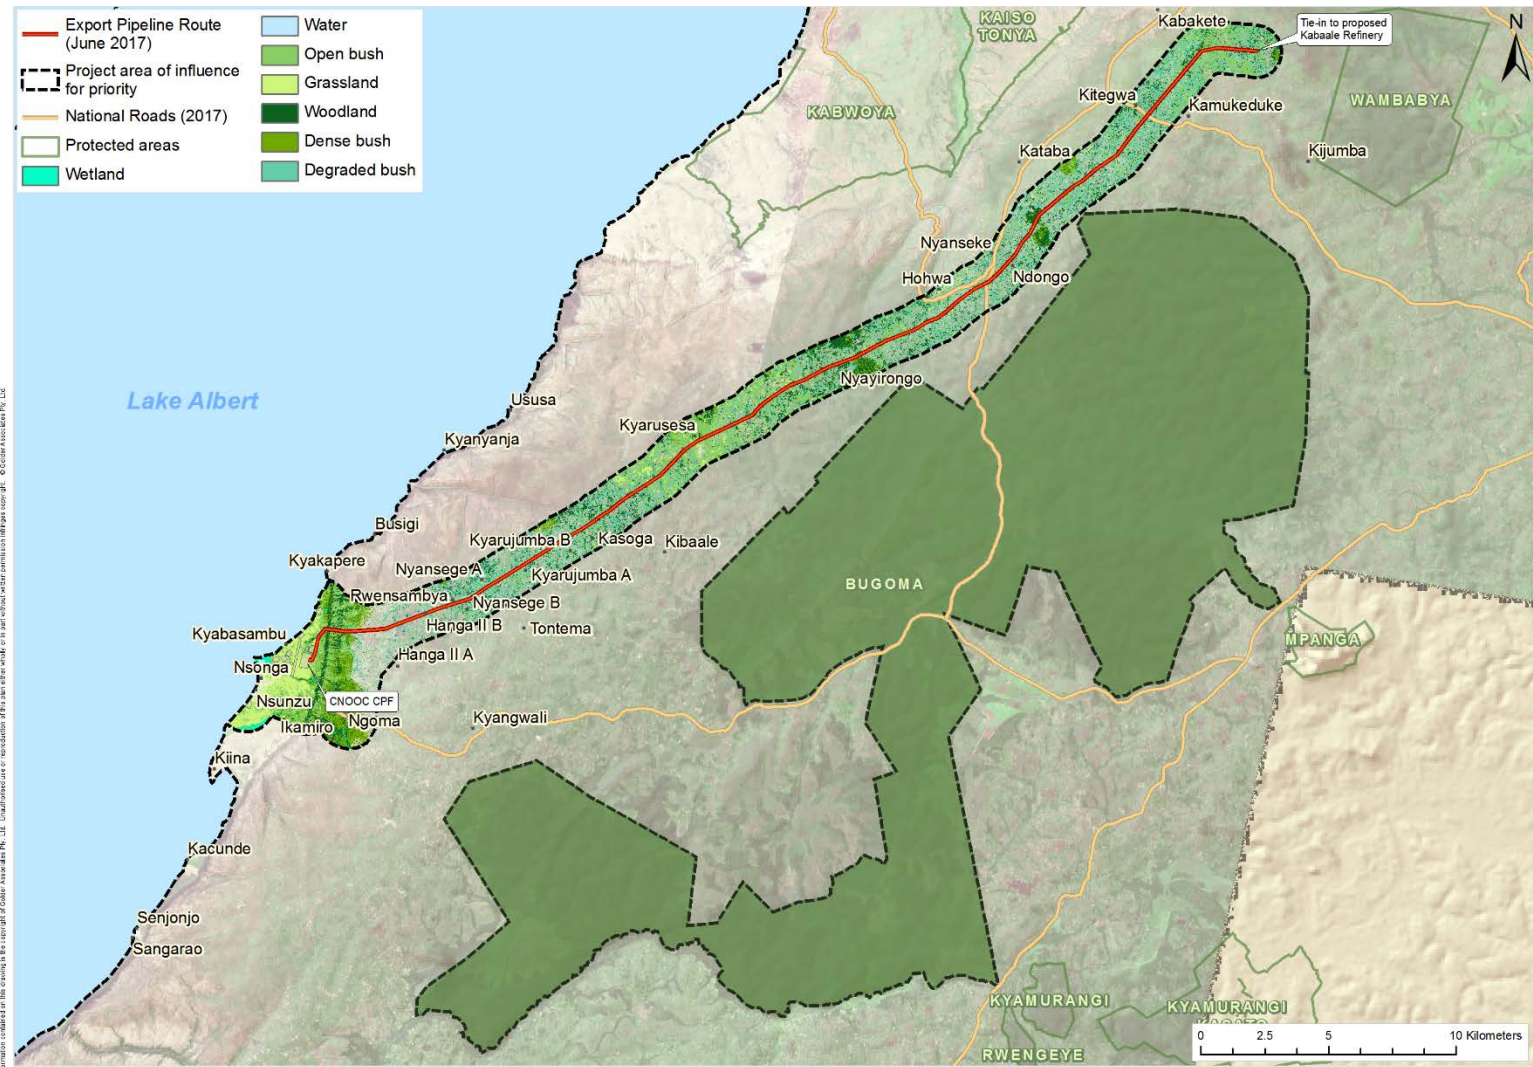 Export Pipeline Route
(June 2017)
Project area of influence
for priority
National Roads (2017)
Protected areas
Wetland
Water
Open bush
Grassland
Woodland
Dense bush
Degraded bush
KAISO
TONYA
Kabakete
Tie-in to proposed
Kabaale Refinery
N
KABWOYA
Kitegwa
Kamukeduke
WAMBABYA
Kataba
Kijumba
Nyanseke
Hohwa
Ndongo
Lake Albert
Ususa
Nyayirongo
Kyarusesa
Kyanyanja
Busigi
Kyarujumba B
Kasoga
Kibaale
Kyakapere
Nyansege A
Kyarujumba A
BUGOMA
Rwensambya
Nyansege B
Hanga II B
Tontema
Kyabasambu
MPANGA
Hanga II A
Nsonga
Nsunzu
CNOOC CPF
Ikamiro
Ngoma
Kyangwali
Kiina
Kacunde
Senjonjo
Sangarao
KYAMURANGI
KYAMURANGI
RWENGEYE
0 2.5 5 10 Kilometers